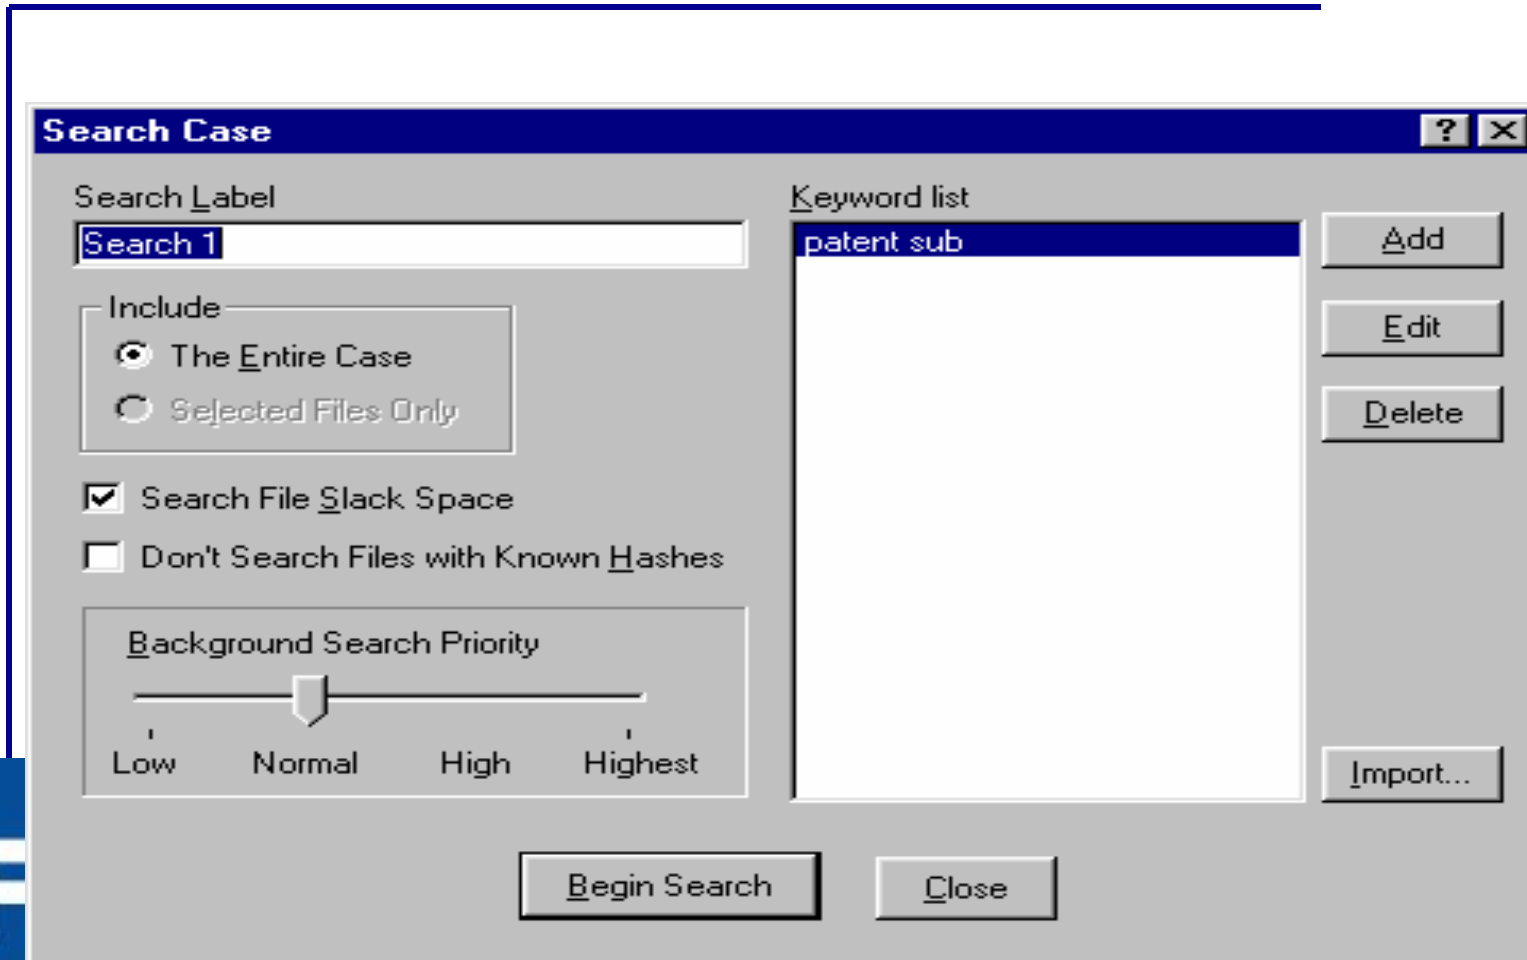 Search Case
Search Label
Search 1
Include
The Entire Case
Selected Files Only
Search File Slack Space
Don't Search Files with Known Hashes
Background Search Priority
Low Normal High Highest
Keyword list
patent sub
Add
Edit
Delete
Import...
Begin Search
Close